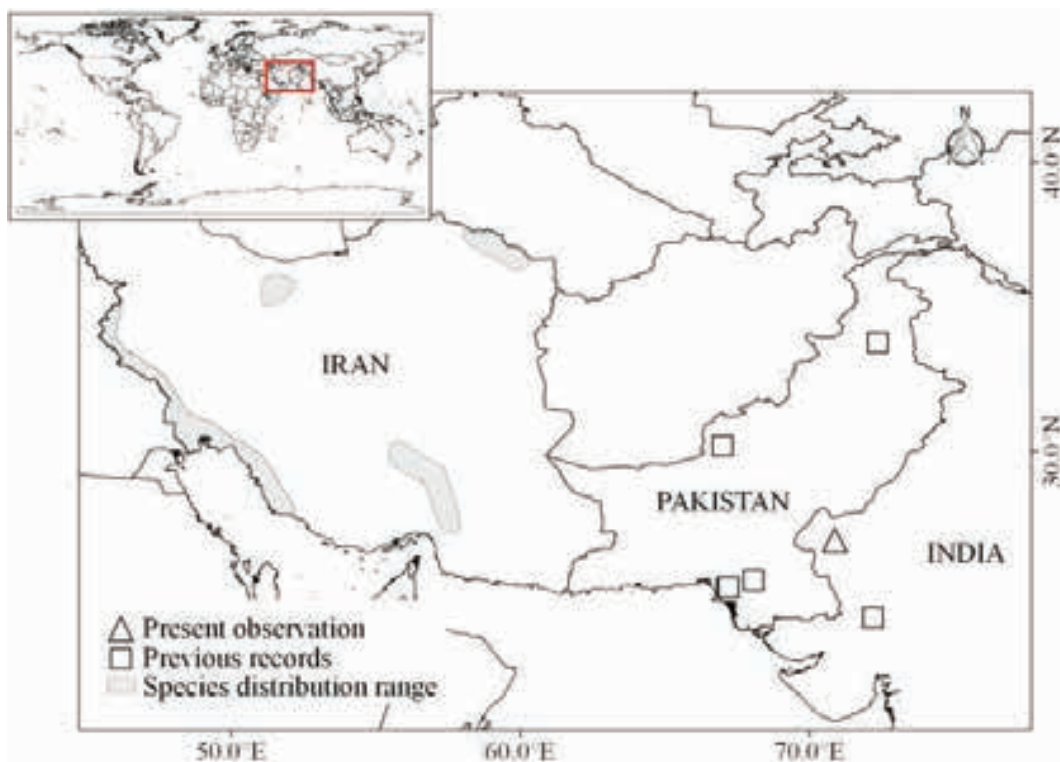 N
40.0°N
IRAN
30.0°N
PAKISTAN
INDIA
Present observation
Previous records
Species distribution range
50.0°E
60.0°E
70.0°E